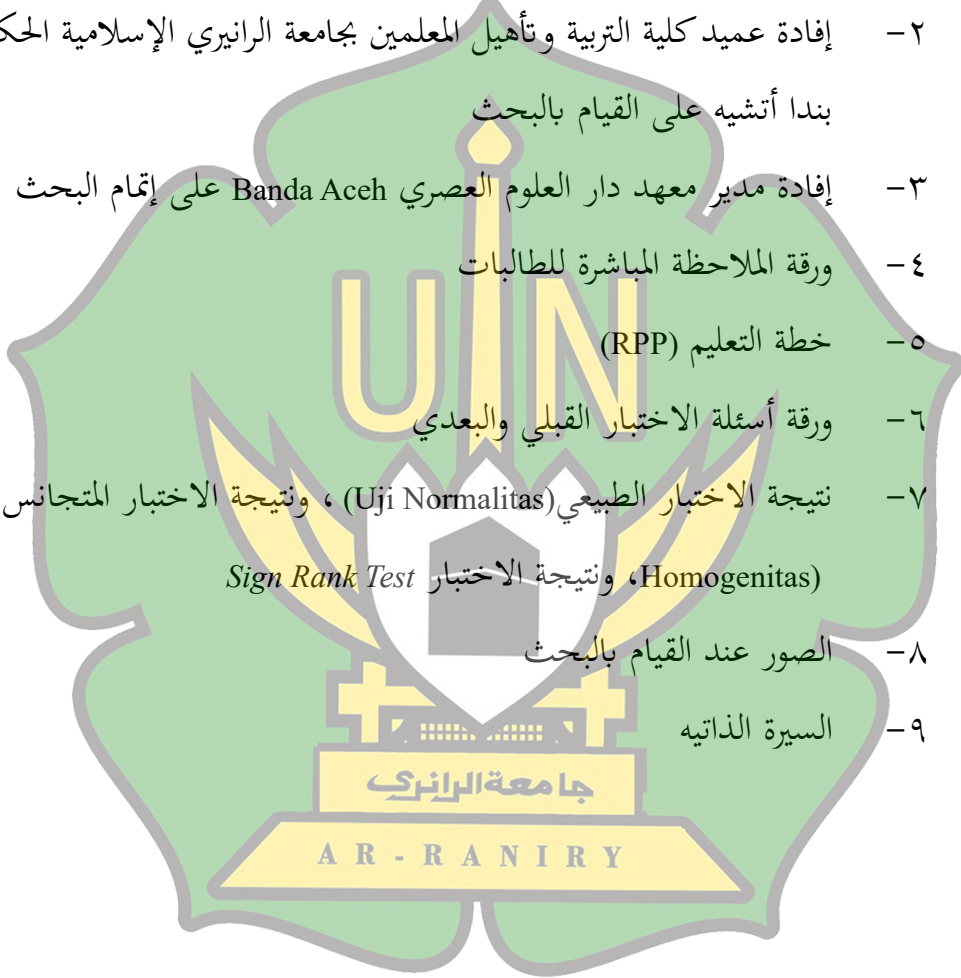 ٢- إفادة عميد كلية التربية وتأهيل المعلمين بجامعة الرانيري الإسلامية
بندا أتشيه على القيام بالبحث
٣- إفادة مدير معهد دار العلوم العصري Banda Aceh على إتمام البحث
٤- ورقة الملاحظة المباشرة للطالبات
٥- خطة التعليم (RPP)
٦- ورقة أسئلة الاختبار القبلي والبعدي
٧- نتيجة الاختبار الطبيعي(Uji Normalitas) ، ونتيجة الاختبار المتجانس
(Homogenitas، ونتيجة الاختبار Sign Rank Test
٨- الصور عند القيام بالبحث
٩- السيرة الذاتيه
UIN
جامعة الرانري
AR-RANIRY